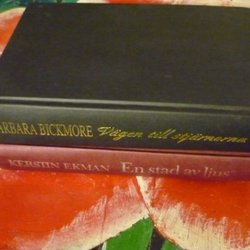 ARBARA BICKMORE Vägen till stjärnorna
KERSTIN EKMAN En stad av ljus